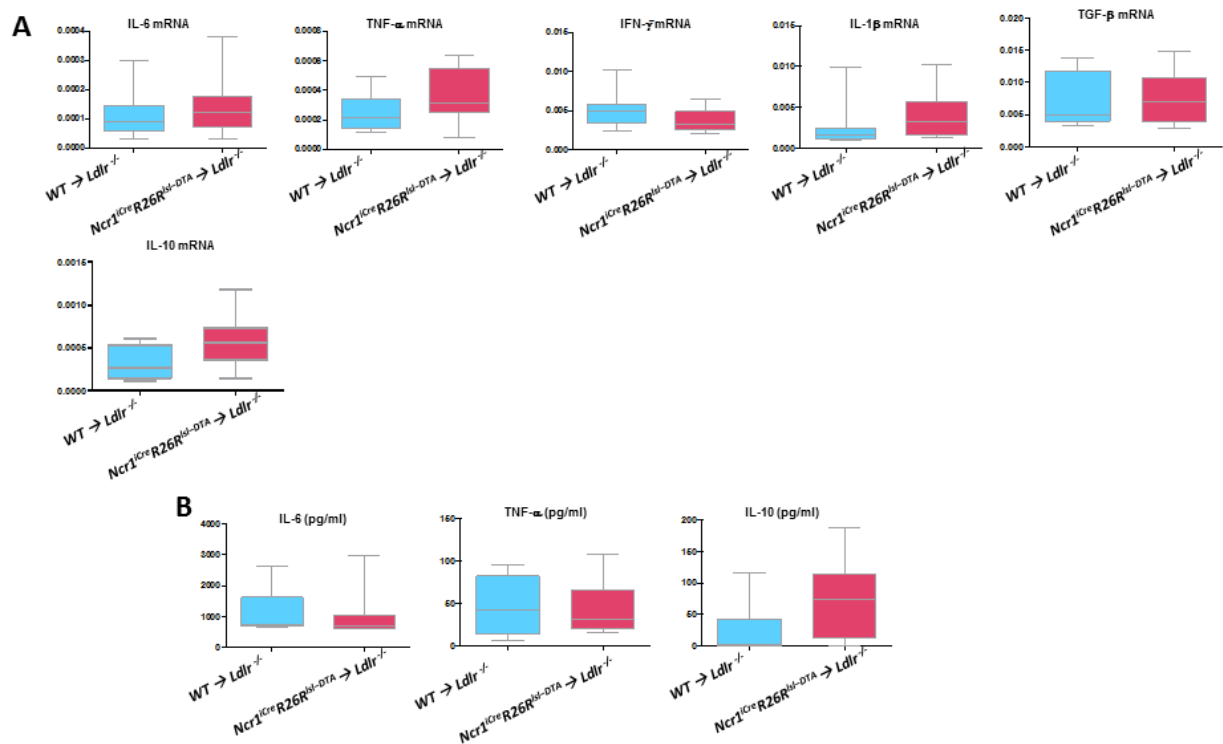 A
IL-6 mRNA
0.0004
0.0003
0.0002
0.0001
0.0000
WT → Ldlr -/-
Ncr1iCreR26Rlsl-DTA → Ldlr-/-
TNF-α mRNA
0.0008
0.0006
0.0004
0.0002
0.0000
WT → Ldlr -/-
Ncr1iCreR26Rlsl-DTA → Ldlr-/-
IFN-γ mRNA
0.015
0.010
0.005
0.000
WT → Ldlr -/-
Ncr1iCreR26Rlsl-DTA → Ldlr-/-
IL-1β mRNA
0.015
0.010
0.005
0.000
WT → Ldlr -/-
Ncr1iCreR26Rlsl-DTA → Ldlr-/-
TGF-β mRNA
0.020
0.015
0.010
0.005
0.000
WT → Ldlr -/-
Ncr1iCreR26Rlsl-DTA → Ldlr-/-
IL-10 mRNA
0.0015
0.0010
0.0005
0.0000
WT → Ldlr -/-
Ncr1iCreR26Rlsl-DTA → Ldlr-/-
B
IL-6 (pg/ml)
4000
3000
2000
1000
0
WT → Ldlr -/-
Ncr1iCreR26Rlsl-DTA → Ldlr-/-
TNF-α (pg/ml)
150
100
50
0
WT → Ldlr -/-
Ncr1iCreR26Rlsl-DTA → Ldlr-/-
IL-10 (pg/ml)
200
150
100
50
0
WT → Ldlr -/-
Ncr1iCreR26Rlsl-DTA → Ldlr-/-